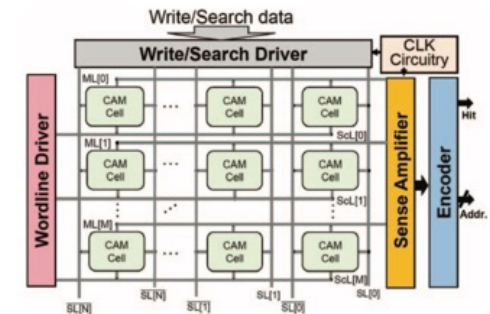 Write/Search data
Write/Search Driver
CLK
Circuitry
Wordline Driver
ML[0]
CAM
Cell
...
CAM
Cell
CAM
Cell
ScL[0]
ML[1]
CAM
Cell
...
CAM
Cell
CAM
Cell
ScL[1]
ML[M]
CAM
Cell
...
CAM
Cell
CAM
Cell
ScL[M]
Sense Amplifier
Encoder
Hit
Addr.
SL[N]
SL[N]
SL[1]
SL[1]
SL[0]
SL[0]